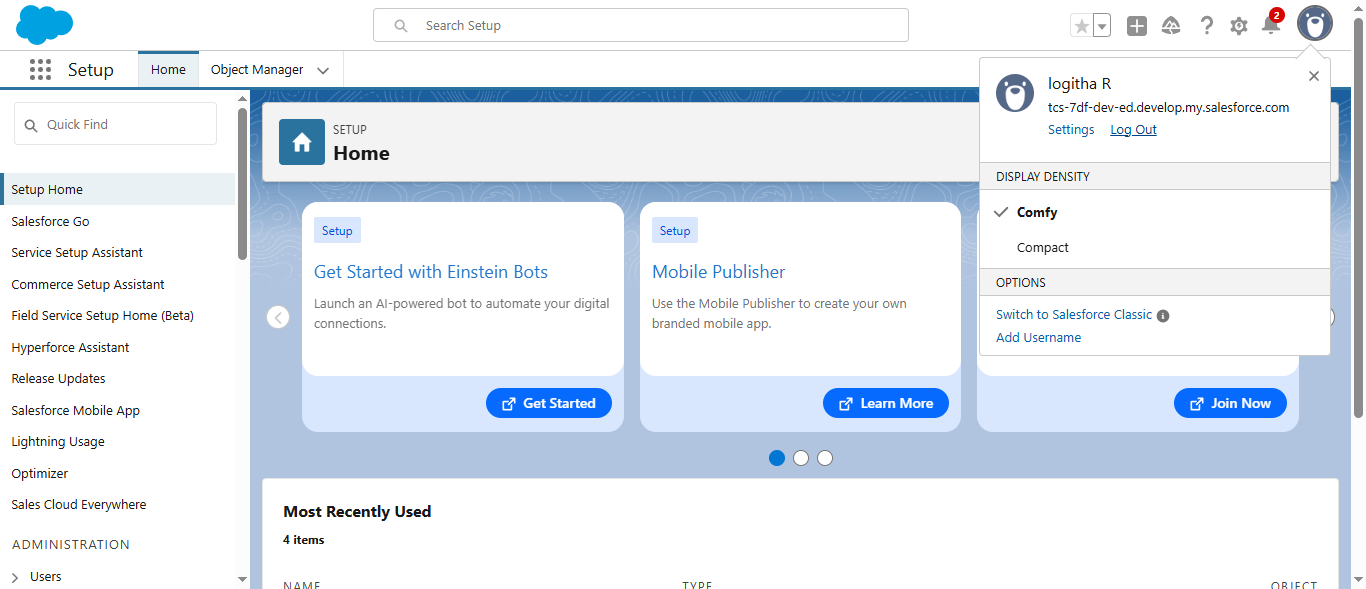 Search Setup
2
Setup
Home
Object Manager
logitha R
tcs-7df-dev-ed.develop.my.salesforce.com
Settings
Log Out
DISPLAY DENSITY
Comfy
Compact
OPTIONS
Switch to Salesforce Classic
Add Username
Quick Find
Setup Home
Salesforce Go
Service Setup Assistant
Commerce Setup Assistant
Field Service Setup Home (Beta)
Hyperforce Assistant
Release Updates
Salesforce Mobile App
Lightning Usage
Optimizer
Sales Cloud Everywhere
ADMINISTRATION
Users
SETUP
Home
Setup
Get Started with Einstein Bots
Launch an AI-powered bot to automate your digital
connections.
Get Started
Setup
Mobile Publisher
Use the Mobile Publisher to create your own
branded mobile app.
Learn More
Join Now
Most Recently Used
4 items
NAME
TYPE
OBJECT